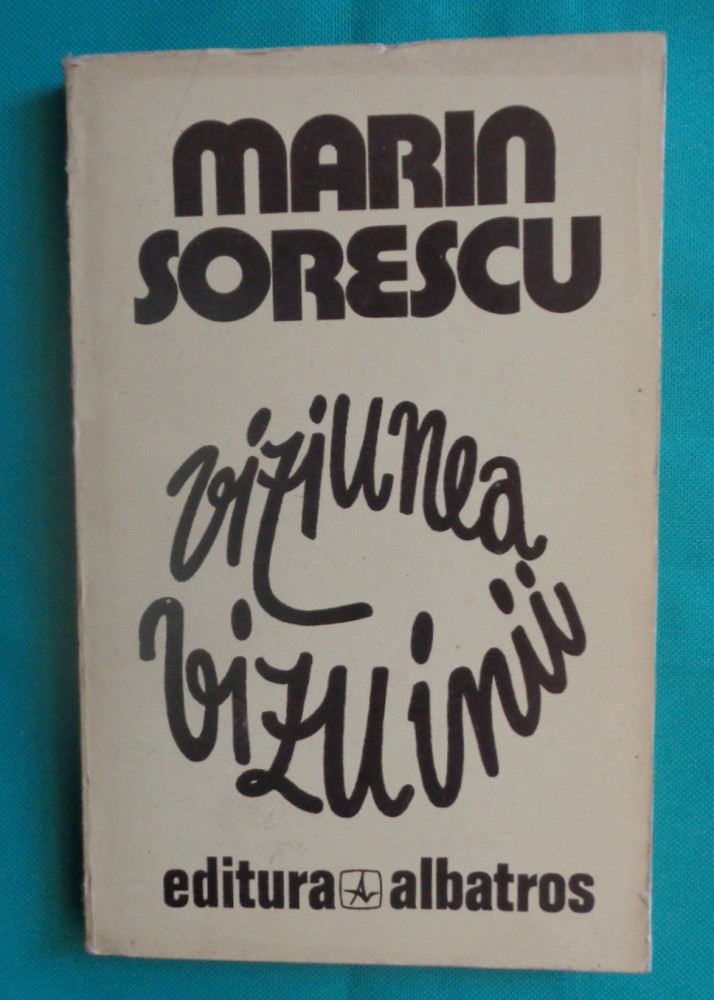 MARIN
SORESCU
viziunea
vizuinii
editura albatros